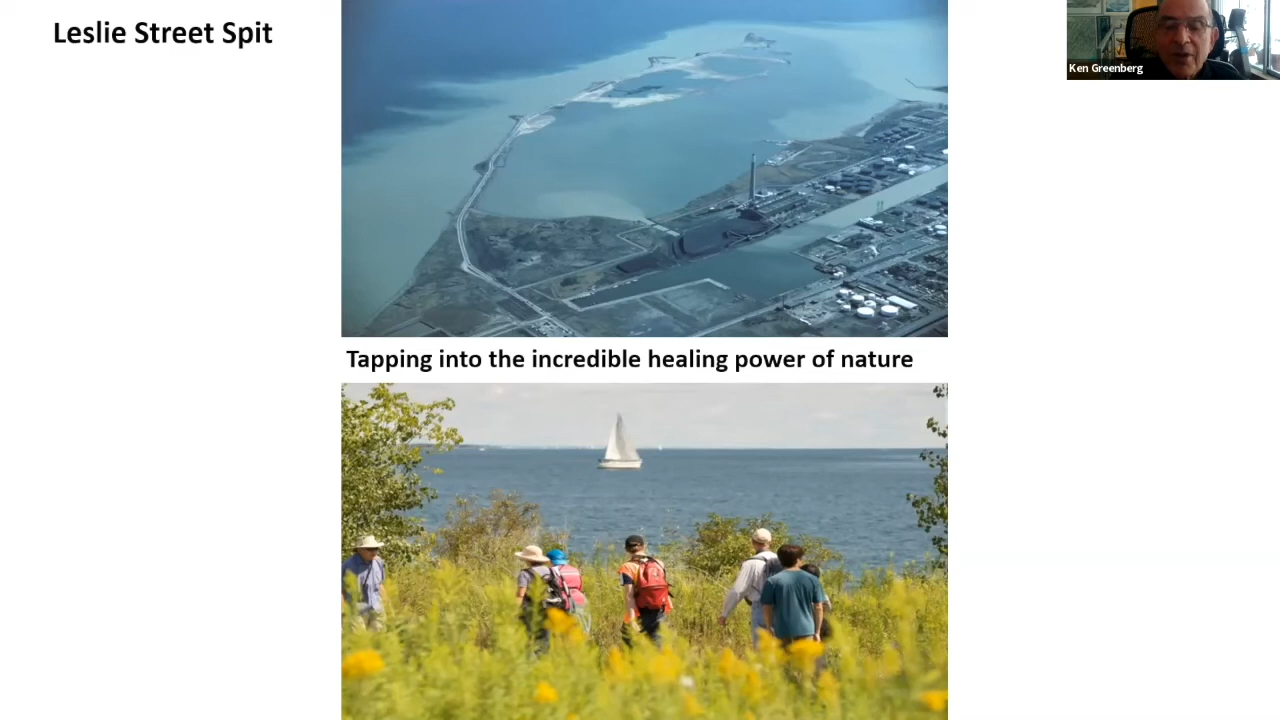 Leslie Street Spit
Ken Greenberg
Tapping into the incredible healing power of nature